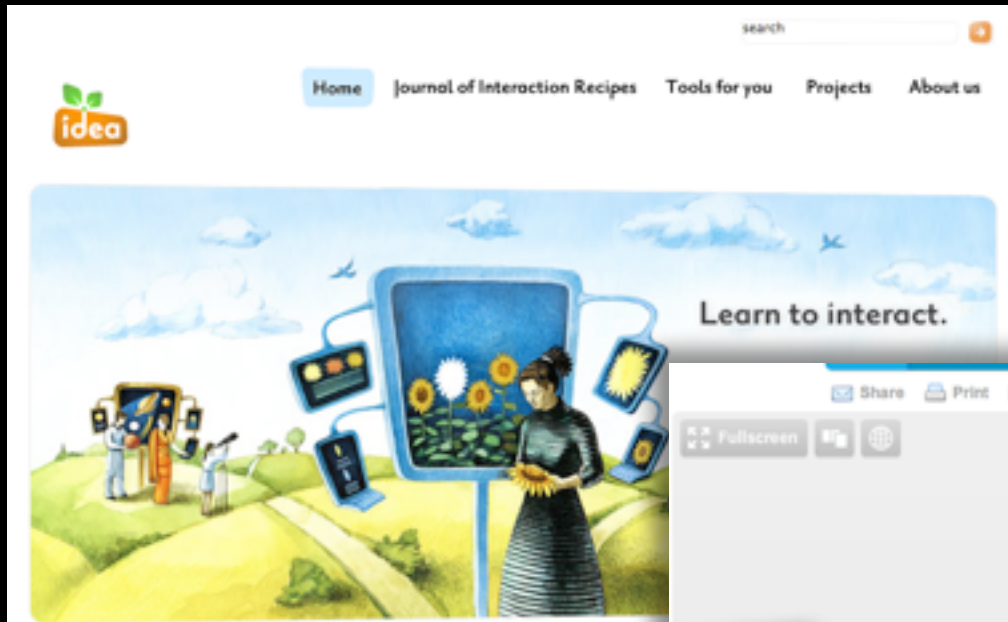 search
Home Journal of Interaction Recipes Tools for you Projects About us
idea
Learn to interact.
Share Print
Fullscreen